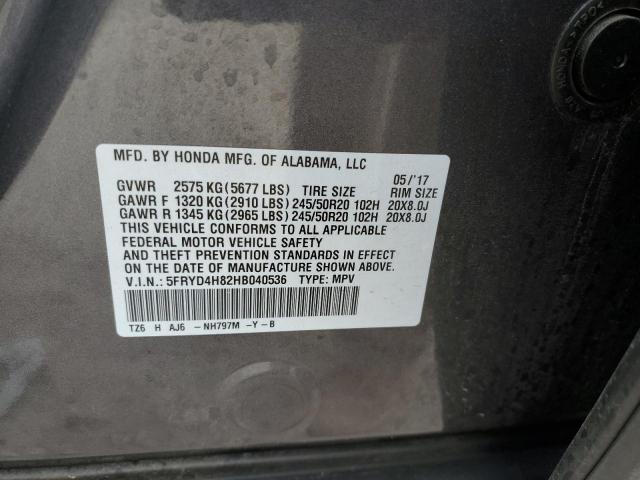 MFD. BY HONDA MFG. OF ALABAMA, LLC
05/'17
GVWR 2575 KG (5677 LBS) TIRE SIZE RIM SIZE
GAWR F 1320 KG (2910 LBS) 245/50R20 102H 20X8.0J
GAWR R 1345 KG (2965 LBS) 245/50R20 102H 20X8.0J
THIS VEHICLE CONFORMS TO ALL APPLICABLE
FEDERAL MOTOR VEHICLE SAFETY
AND THEFT PREVENTION STANDARDS IN EFFECT
ON THE DATE OF MANUFACTURE SHOWN ABOVE.
V.I.N.: 5FRYD4H82HB040536 TYPE: MPV
TZ6 H AJ6 -NH797M -Y-B
HONDA